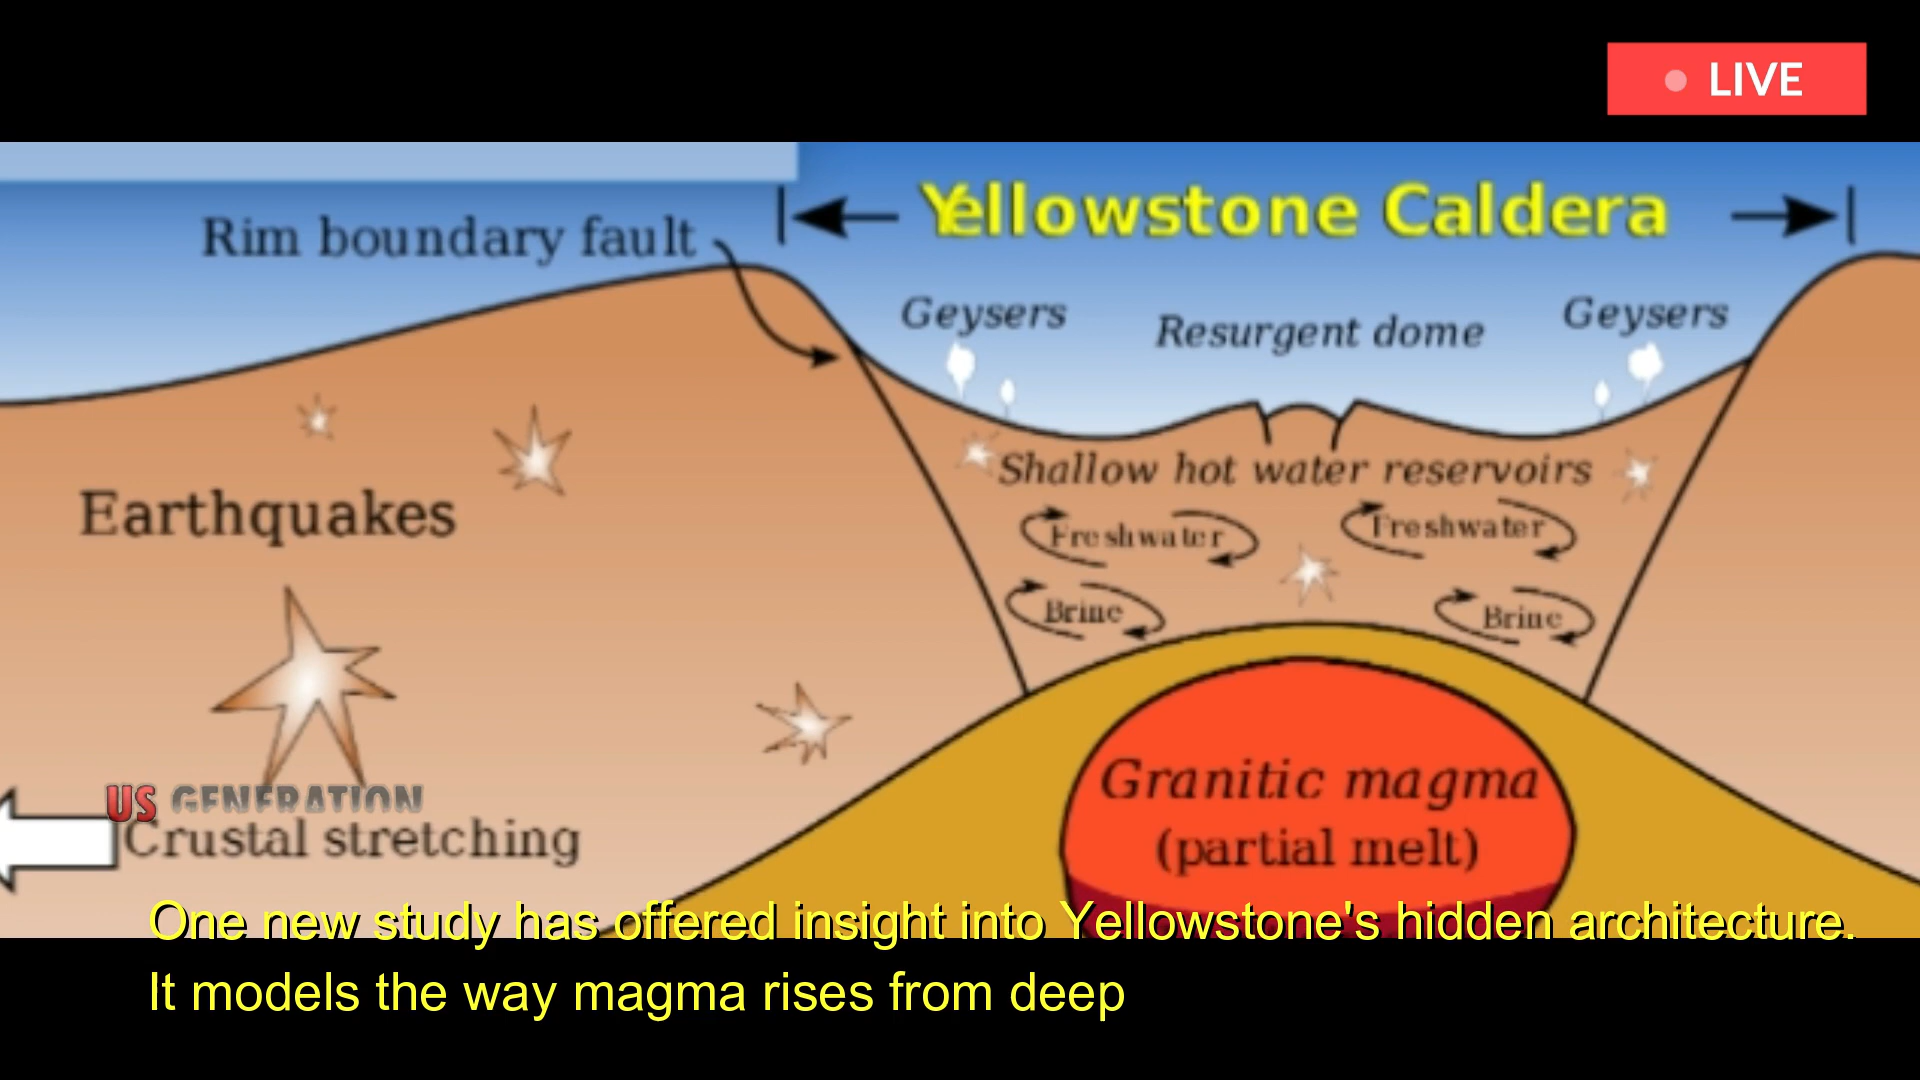 LIVE
Yellowstone Caldera
Rim boundary fault
Geysers
Resurgent dome
Geysers
Shallow hot water reservoirs
Freshwater
Freshwater
Earthquakes
Brine
Brine
Granitic magma
(partial melt)
US GENERATION
Crustal stretching
One new study has offered insight into Yellowstone's hidden architecture.
It models the way magma rises from deep